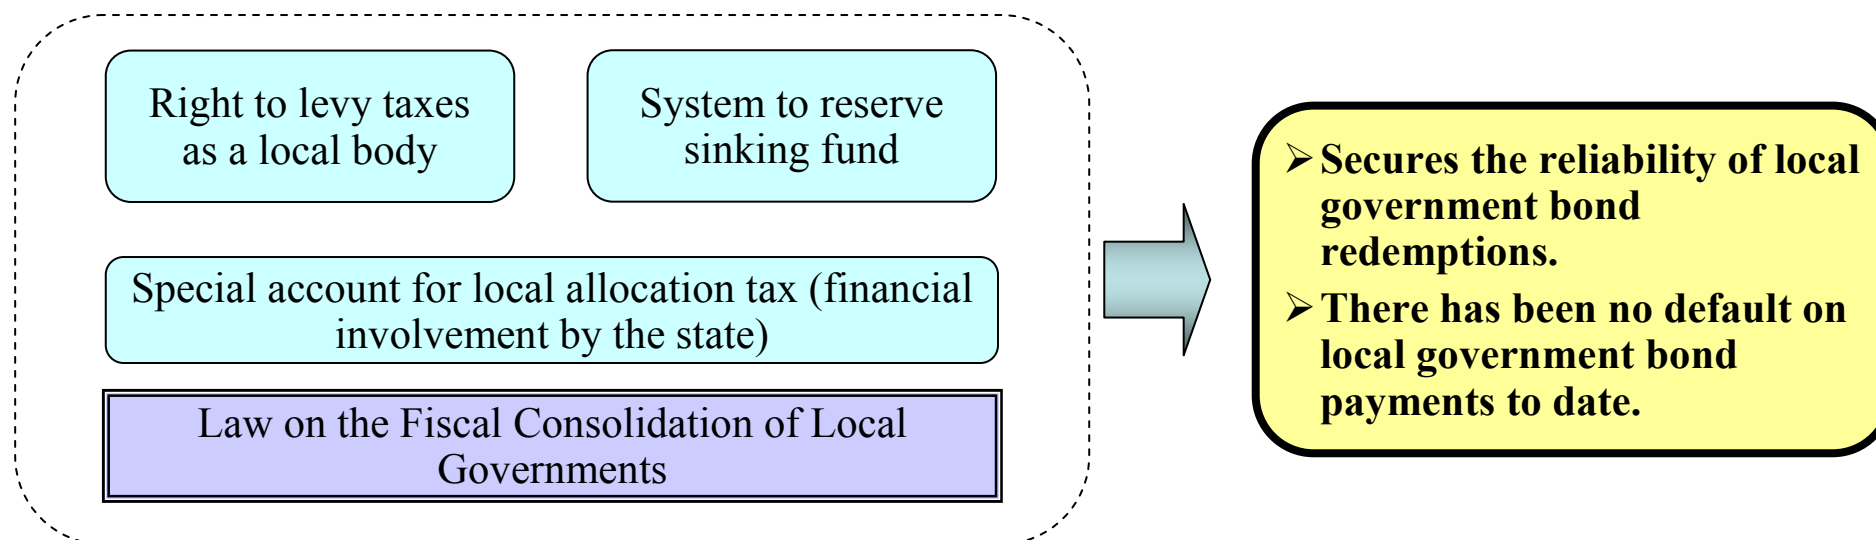 Right to levy taxes
as a local body
System to reserve
sinking fund
Special account for local allocation tax (financial
involvement by the state)
Law on the Fiscal Consolidation of Local
Governments
➢ Secures the reliability of local
government bond
redemptions.
➢ There has been no default on
local government bond
payments to date.